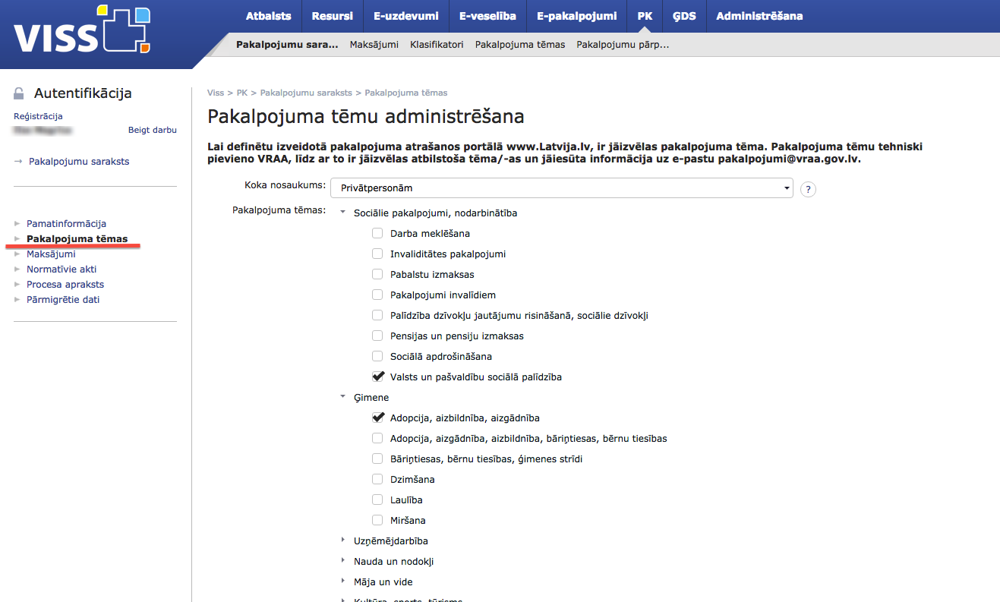 VISS
Atbalsts Resursi E-uzdevumi E-veselība E-pakalpojumi PK ĢDS Administrēšana
Pakalpojumu sara... Maksājumi Klasifikatori Pakalpojuma tēmas Pakalpojumu pārp...
Autentifikācija
Reģistrācija
Beigt darbu
→ Pakalpojumu saraksts
Pamatinformācija
Pakalpojuma tēmas
Maksājumi
Normatīvie akti
Procesa apraksts
Pārmigrētie dati
Viss > PK > Pakalpojumu saraksts > Pakalpojuma tēmas
Pakalpojuma tēmu administrēšana
Lai definētu izveidotā pakalpojuma atrašanos portālā www.Latvija.lv, ir jāizvēlas pakalpojuma tēma. Pakalpojuma tēmu tehniski
pievieno VRAA, līdz ar to ir jāizvēlas atbilstoša tēma/-as un jāiesūta informācija uz e-pastu pakalpojumi@vraa.gov.lv.
Koka nosaukums: Privātpersonām ?
Pakalpojuma tēmas: Sociālie pakalpojumi, nodarbinātība
Darba meklēšana
Invaliditātes pakalpojumi
Pabalstu izmaksas
Pakalpojumi invalīdiem
Palīdzība dzīvokļu jautājumu risināšanā, sociālie dzīvokļi
Pensijas un pensiju izmaksas
Sociālā apdrošināšana
Valsts un pašvaldību sociālā palīdzība
Ģimene
Adopcija, aizbildnība, aizgādnība
Adopcija, aizgādnība, aizbildnība, bāriņtiesas, bērnu tiesības
Bāriņtiesas, bērnu tiesības, ģimenes strīdi
Dzimšana
Laulība
Miršana
Uzņēmējdarbība
Nauda un nodokļi
Māja un vide
Kultūra, sports, tūrisms